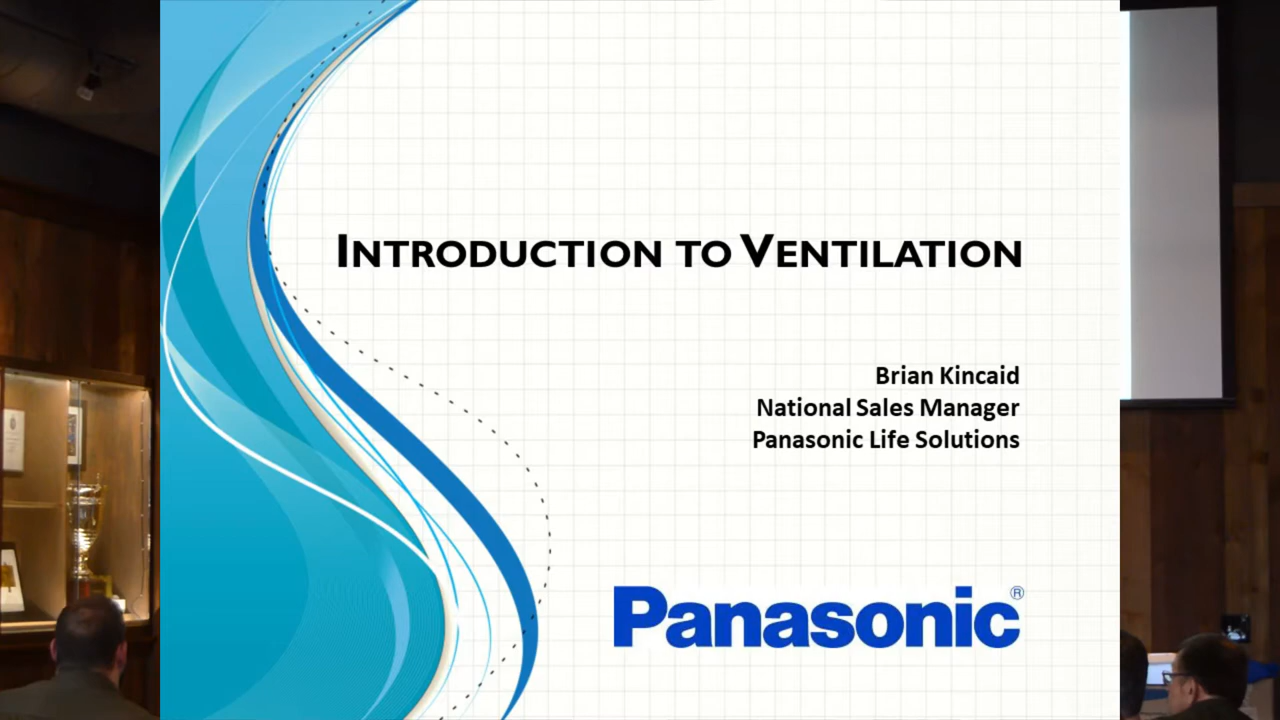 INTRODUCTION TO VENTILATION
Brian Kincaid
National Sales Manager
Panasonic Life Solutions
Panasonic®